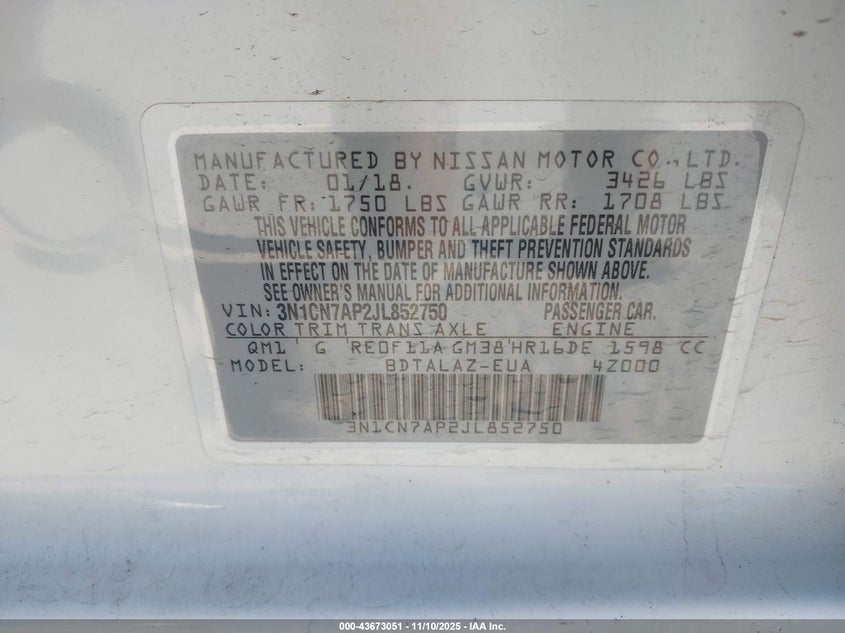 MANUFACTURED BY NISSAN MOTOR CO., LTD.
DATE: 01/18. GVWR: 3426 LBS
GAWR FR: 1750 LBS GAWR RR: 1708 LBS
THIS VEHICLE CONFORMS TO ALL APPLICABLE FEDERAL MOTOR
VEHICLE SAFETY, BUMPER AND THEFT PREVENTION STANDARDS
IN EFFECT ON THE DATE OF MANUFACTURE SHOWN ABOVE.
SEE OWNER'S MANUAL FOR ADDITIONAL INFORMATION.
VIN: 3N1CN7AP2JL852750 PASSENGER CAR.
COLOR TRIM TRANS AXLE ENGINE
QM1 ' G 'RE0F11A GM38'HR16DE 1598 CC
MODEL: BDTALAZ-EUA 4Z000
3N1CN7AP2JL852750
000-43673051 — 11/10/2025 — IAA Inc.